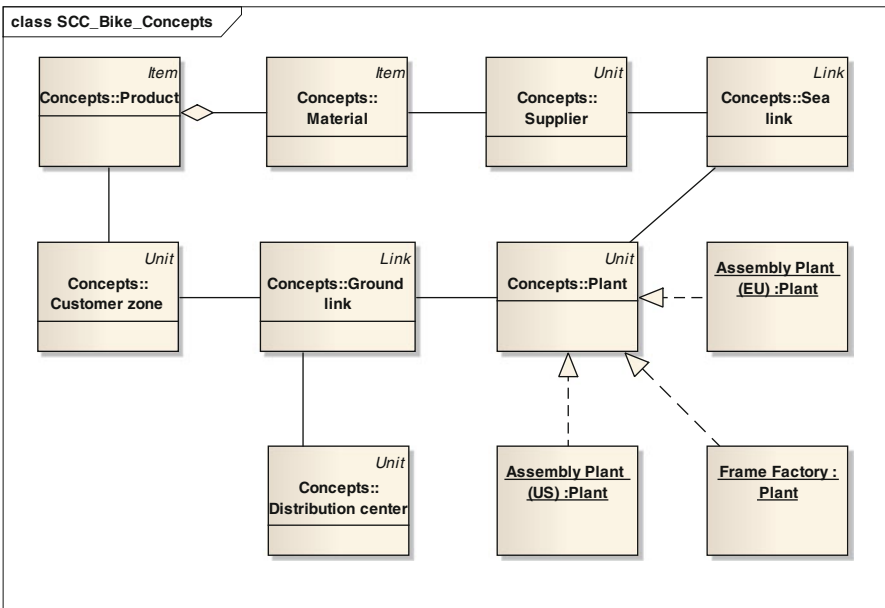 class SCC_Bike_Concepts
Item
Concepts::Product
Item
Concepts::
Material
Unit
Concepts::
Supplier
Link
Concepts::Sea
link
Unit
Concepts::
Customer zone
Link
Concepts::Ground
link
Unit
Concepts::Plant
Assembly Plant
(EU) :Plant
Unit
Concepts::
Distribution center
Assembly Plant
(US) :Plant
Frame Factory :
Plant